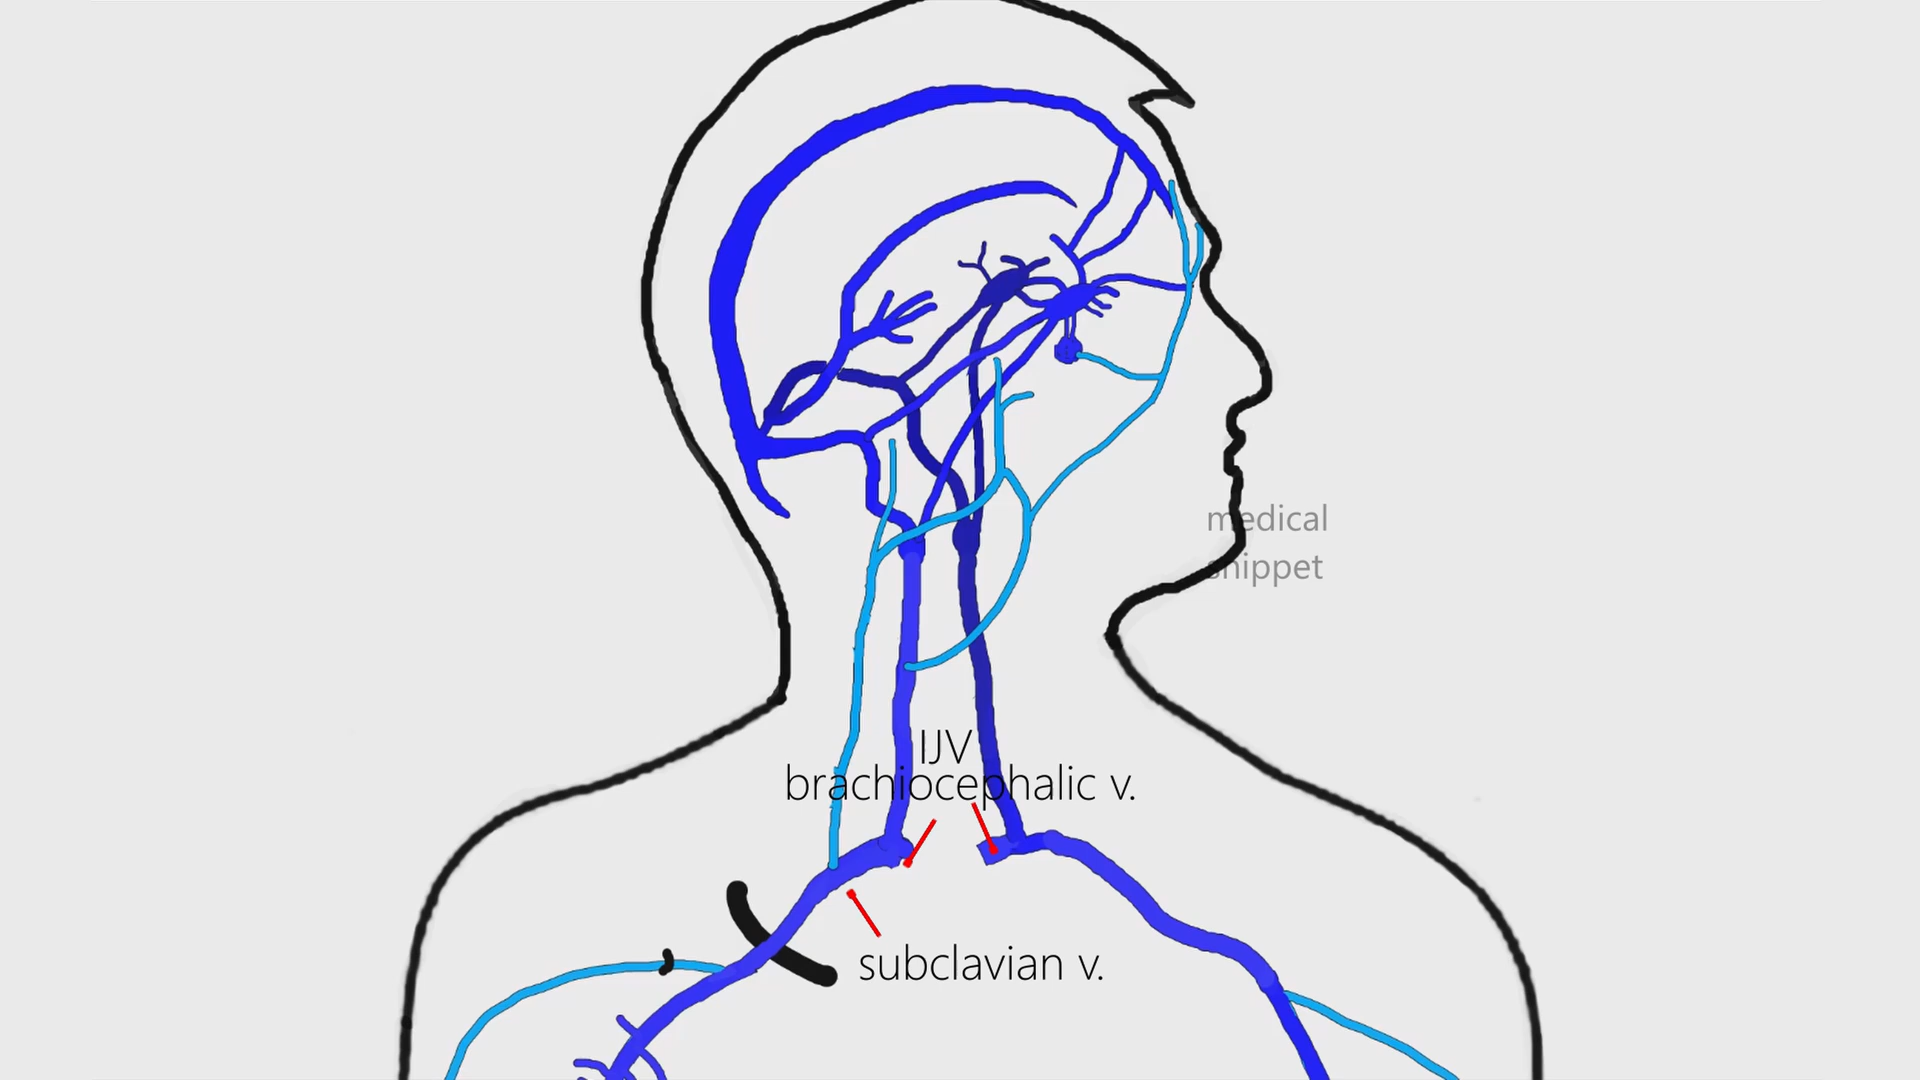 medical
snippet
IJV
brachiocephalic v.
subclavian v.